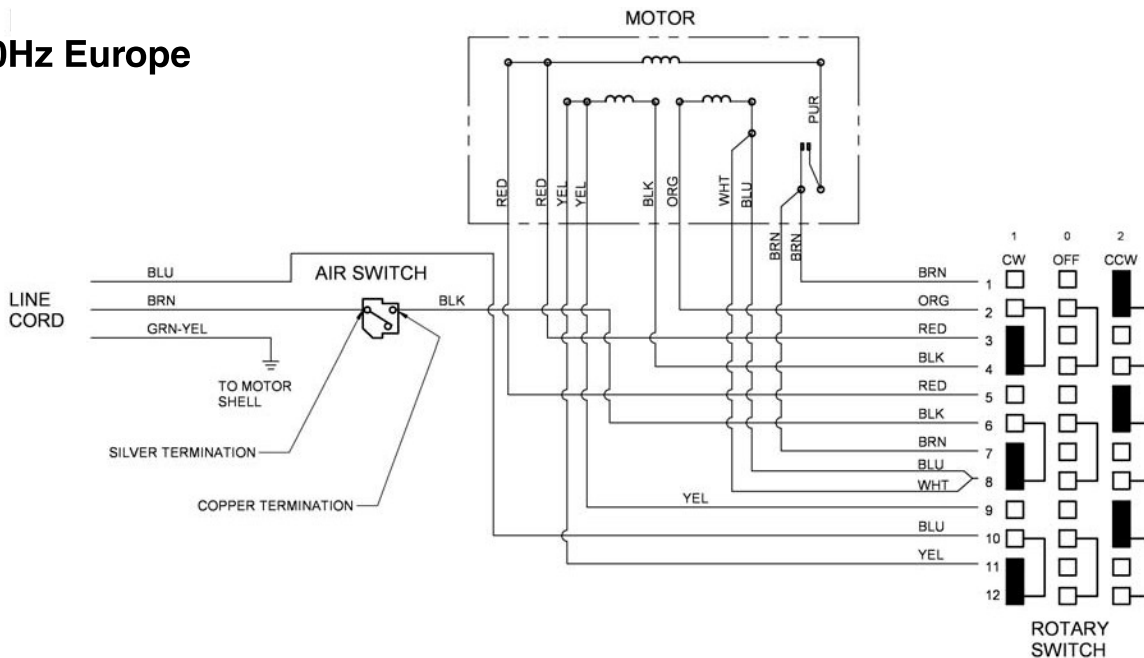 MOTOR
0Hz Europe
PUR
RED
RED
YEL
YEL
BLK
ORG
WHT
BLU
BRN
BRN
1 0 2
CW OFF CCW
LINE
CORD
BLU
BRN
GRN-YEL
AIR SWITCH
BLK
TO MOTOR
SHELL
SILVER TERMINATION
COPPER TERMINATION
BRN 1
ORG 2
RED 3
BLK 4
RED 5
BLK 6
BRN 7
BLU
WHT 8
YEL 9
BLU 10
YEL 11
12
ROTARY
SWITCH